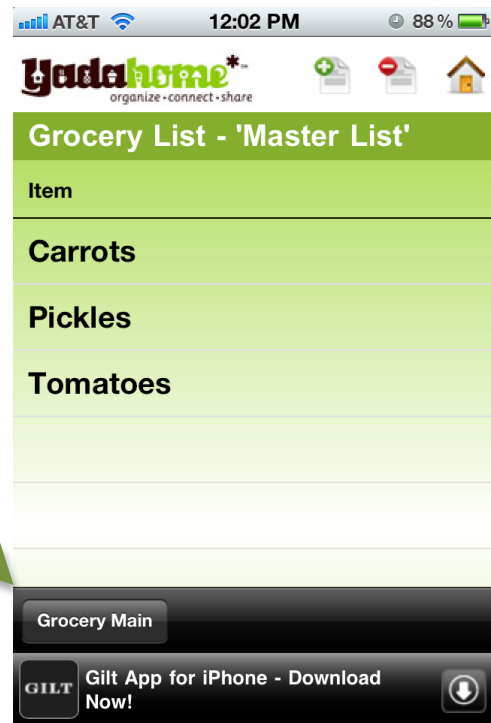 AT&T 12:02 PM 88 %
Yadahome*™
organize•connect•share
Grocery List - 'Master List'
Item
Carrots
Pickles
Tomatoes
Grocery Main
GILT Gilt App for iPhone - Download
Now!